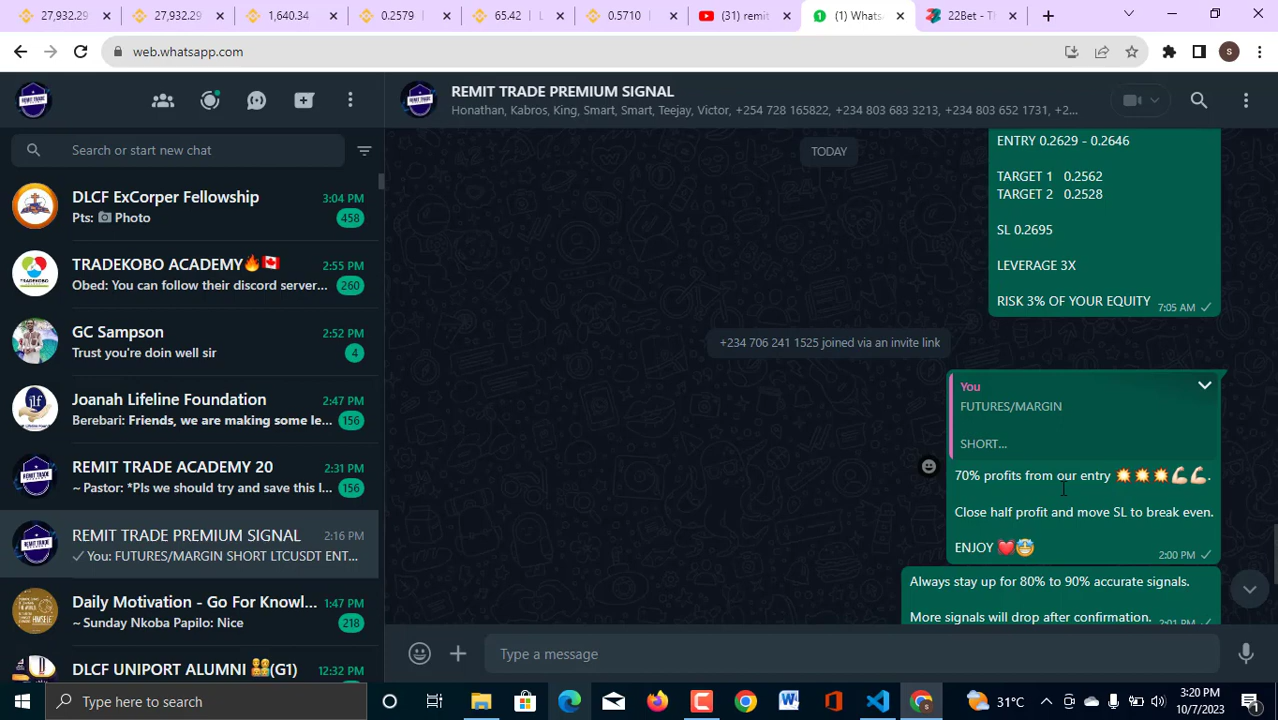 27,932.29
27,932.29
1,640.34
0.2579
65.42
0.5710
(31) remit
(1) Whats
22Bet - Th
web.whatsapp.com
S
REMIT TRADE PREMIUM SIGNAL
Honathan, Kabros, King, Smart, Smart, Teejay, Victor, +254 728 165822, +234 803 683 3213, +234 803 652 1731, +2...
Search or start new chat
DLCF ExCorper Fellowship 3:04 PM
Pts: 📷 Photo 458
TRADEKOBO ACADEMY🔥🇨🇦 2:55 PM
Obed: You can follow their discord server... 260
GC Sampson 2:52 PM
Trust you're doin well sir 4
Joanah Lifeline Foundation 2:47 PM
Berebari: Friends, we are making some le... 156
REMIT TRADE ACADEMY 20 2:31 PM
~ Pastor: *Pls we should try and save this l... 156
REMIT TRADE PREMIUM SIGNAL 2:16 PM
You: FUTURES/MARGIN SHORT LTCUSDT ENT...
Daily Motivation - Go For Knowl... 1:47 PM
~ Sunday Nkoba Papilo: Nice 218
DLCF UNIPORT ALUMNI 👯(G1) 12:32 PM
TODAY
ENTRY 0.2629 - 0.2646
TARGET 1 0.2562
TARGET 2 0.2528
SL 0.2695
LEVERAGE 3X
RISK 3% OF YOUR EQUITY 7:05 AM
+234 706 241 1525 joined via an invite link
You
FUTURES/MARGIN
SHORT...
70% profits from our entry 💥💥💥💪🏻💪🏻.
Close half profit and move SL to break even.
ENJOY ❤️🤩 2:00 PM
Always stay up for 80% to 90% accurate signals.
More signals will drop after confirmation. 2:01 PM
Type a message
Type here to search
31°C
3:20 PM
10/7/2023
1